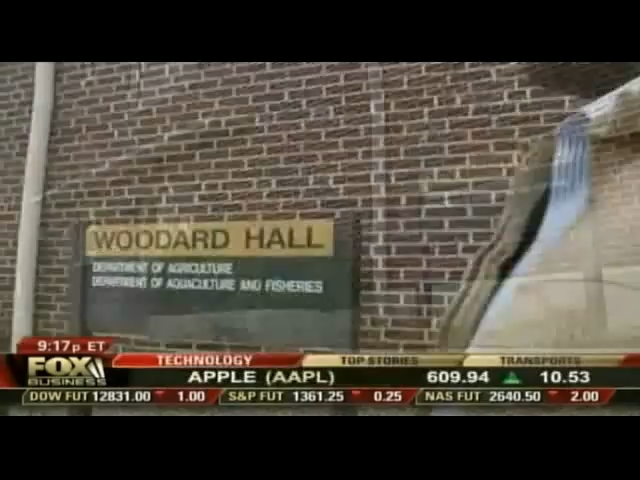 WOODARD HALL
DEPARTMENT OF AGRICULTURE
DEPARTMENT OF AQUACULTURE AND FISHERIES
9:17p ET
FOX
BUSINESS
TECHNOLOGY
TOP STORIES
TRANSPORTS
APPLE (AAPL) 609.94 10.53
DOW FUT 12831.00 1.00 S&P FUT 1361.25 0.25 NAS FUT 2640.50 2.00